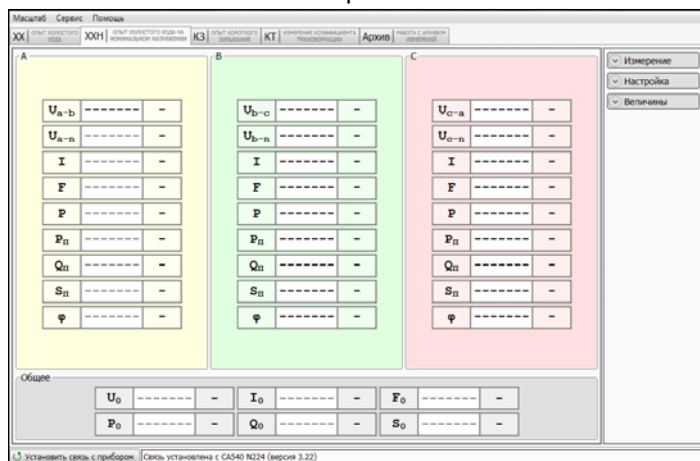 Масштаб Сервис Помощь
XX ОПЫТ ХОЛОСТОГО ХОДА XXH ОПЫТ ХОЛОСТОГО ХОДА НА НОМИНАЛЬНОМ НАПРЯЖЕНИИ КЗ ОПЫТ КОРОТКОГО ЗАМЫКАНИЯ КТ ИЗМЕРЕНИЕ КОЭФФИЦИЕНТА ТРАНСФОРМАЦИИ Архив РАБОТА С АРХИВОМ ИЗМЕРЕНИЙ
A B C
Измерение
Настройка
Величины
Ua-b ------- - Ub-c ------- - Uc-a ------- -
Ua-n ------- - Ub-n ------- - Uc-n ------- -
I ------- - I ------- - I ------- -
F ------- - F ------- - F ------- -
P ------- - P ------- - P ------- -
Pп ------- - Pп ------- - Pп ------- -
Qп ------- - Qп ------- - Qп ------- -
Sп ------- - Sп ------- - Sп ------- -
φ ------- - φ ------- - φ ------- -
Общее
U0 ------- - I0 ------- - F0 ------- -
P0 ------- - Q0 ------- - S0 ------- -
Установить связь с прибором Связь установлена с CA540 N224 (версия 3.22)